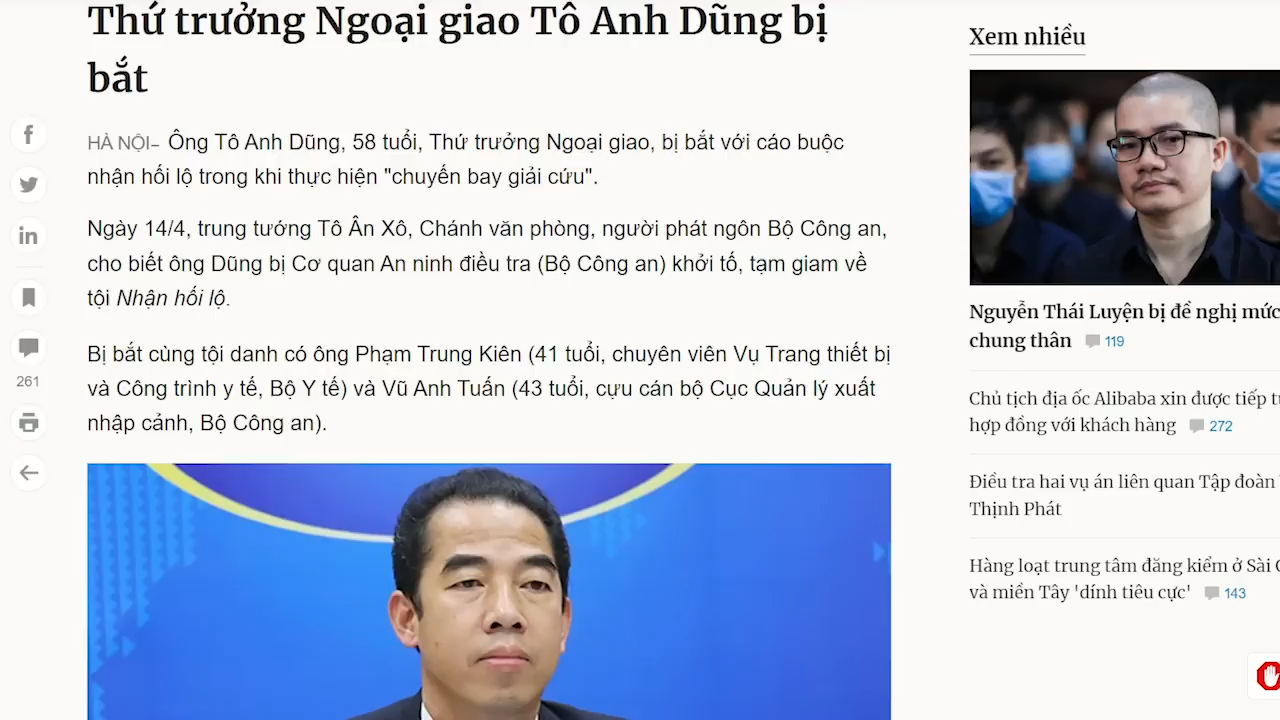 Thứ trưởng Ngoại giao Tô Anh Dũng bị
bắt
HÀ NỘI– Ông Tô Anh Dũng, 58 tuổi, Thứ trưởng Ngoại giao, bị bắt với cáo buộc
nhận hối lộ trong khi thực hiện "chuyến bay giải cứu".
Ngày 14/4, trung tướng Tô Ân Xô, Chánh văn phòng, người phát ngôn Bộ Công an,
cho biết ông Dũng bị Cơ quan An ninh điều tra (Bộ Công an) khởi tố, tạm giam về
tội Nhận hối lộ.
Bị bắt cùng tội danh có ông Phạm Trung Kiên (41 tuổi, chuyên viên Vụ Trang thiết bị
và Công trình y tế, Bộ Y tế) và Vũ Anh Tuấn (43 tuổi, cựu cán bộ Cục Quản lý xuất
nhập cảnh, Bộ Công an).
261
Xem nhiều
Nguyễn Thái Luyện bị đề nghị mức
chung thân 119
Chủ tịch địa ốc Alibaba xin được tiếp
hợp đồng với khách hàng 272
Điều tra hai vụ án liên quan Tập đoàn
Thịnh Phát
Hàng loạt trung tâm đăng kiểm ở Sài
và miền Tây 'dính tiêu cực' 143